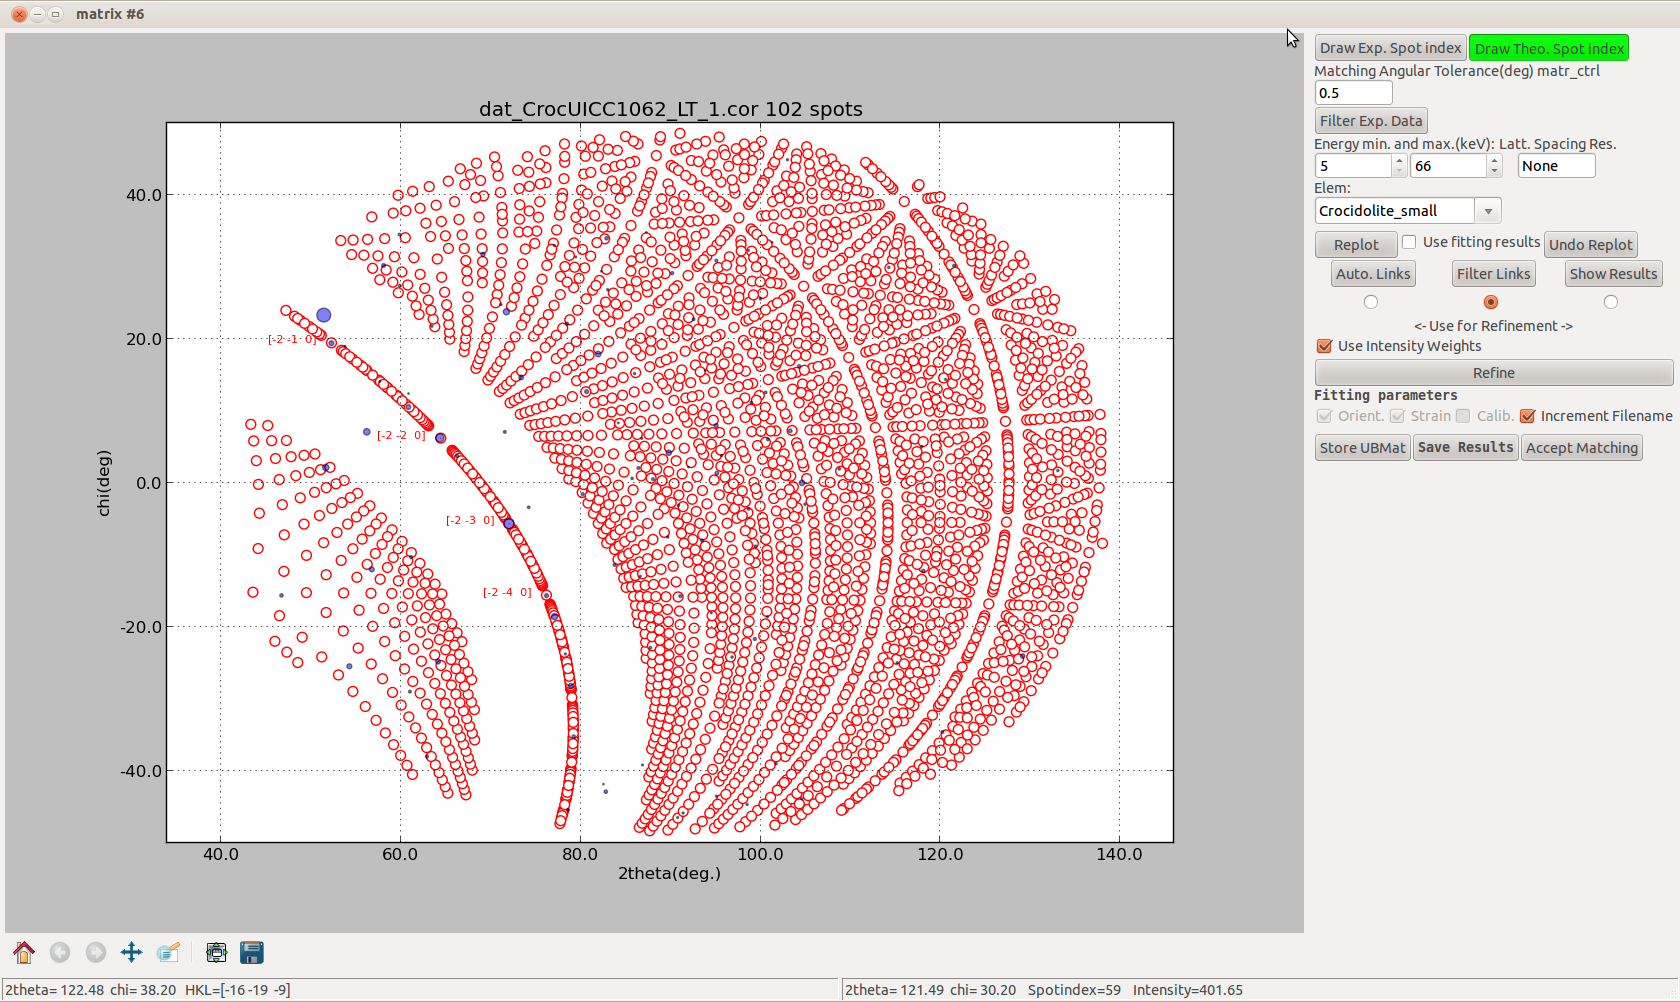 matrix #6
Draw Exp. Spot index Draw Theo. Spot index
Matching Angular Tolerance(deg) matr_ctrl
0.5
Filter Exp. Data
Energy min. and max.(keV): Latt. Spacing Res.
5 66 None
Elem:
Crocidolite_small
Replot Use fitting results Undo Replot
Auto. Links Filter Links Show Results
<- Use for Refinement ->
Use Intensity Weights
Refine
Fitting parameters
Orient. Strain Calib. Increment Filename
Store UBMat Save Results Accept Matching
dat_CrocUICC1062_LT_1.cor 102 spots
40.0
20.0
0.0
-20.0
-40.0
chi(deg)
[-2 -1 0]
[-2 -2 0]
[-2 -3 0]
[-2 -4 0]
40.0 60.0 80.0 100.0 120.0 140.0
2theta(deg.)
2theta= 122.48 chi= 38.20 HKL=[-16 -19 -9]
2theta= 121.49 chi= 30.20 Spotindex=59 Intensity=401.65